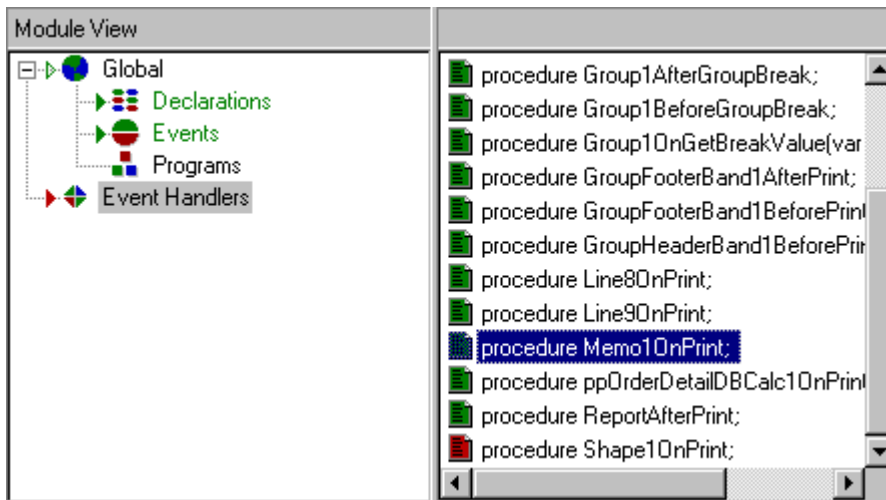 Module View
Global
Declarations
Events
Programs
Event Handlers
procedure Group1AfterGroupBreak;
procedure Group1BeforeGroupBreak;
procedure Group1OnGetBreakValue(var
procedure GroupFooterBand1AfterPrint;
procedure GroupFooterBand1BeforePrint
procedure GroupHeaderBand1BeforePrin
procedure Line8OnPrint;
procedure Line9OnPrint;
procedure Memo1OnPrint;
procedure ppOrderDetailDBCalc1OnPrint
procedure ReportAfterPrint;
procedure Shape1OnPrint;